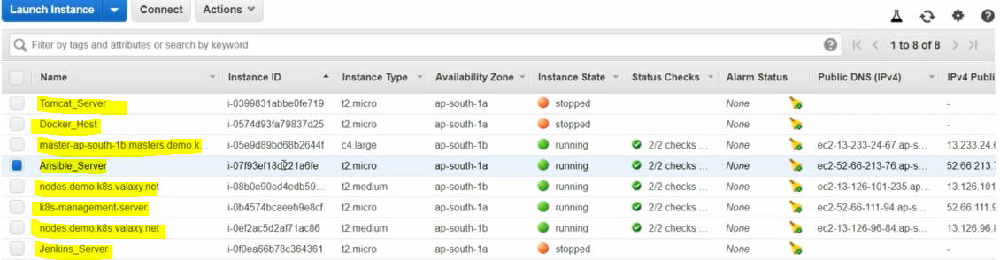 Launch Instance Connect Actions
Filter by tags and attributes or search by keyword 1 to 8 of 8
Name Instance ID Instance Type Availability Zone Instance State Status Checks Alarm Status Public DNS (IPv4) IPv4 Publi
Tomcat_Server i-0399831abbe0fe719 t2.micro ap-south-1a stopped None -
Docker_Host i-0574d93fa79837d25 t2.micro ap-south-1a stopped None -
master-ap-south-1b.masters.demo.k... i-05e9d89bd68b2644f c4.large ap-south-1b running 2/2 checks ... None ec2-13-233-24-67.ap-s... 13.233.24.6
Ansible_Server t2.micro ap-south-1a running 2/2 checks ... None ec2-52-66-213-76.ap-s... 52.66.213.7
nodes.demo.k8s.valaxy.net i-08b0e90ed4edb59... t2.medium ap-south-1b running 2/2 checks ... None ec2-13-126-101-235.ap... 13.126.101
k8s-management-server i-0b4574bcaeeb9e8cf t2.micro ap-south-1a running 2/2 checks ... None ec2-52-66-111-94.ap-s... 52.66.111.9
nodes.demo.k8s.valaxy.net i-0ef2ac5d2af71ac86 t2.medium ap-south-1b running 2/2 checks ... None ec2-13-126-96-84.ap-s... 13.126.96.8
Jenkins_Server i-0f0ea66b78c364361 t2.micro ap-south-1a stopped None -